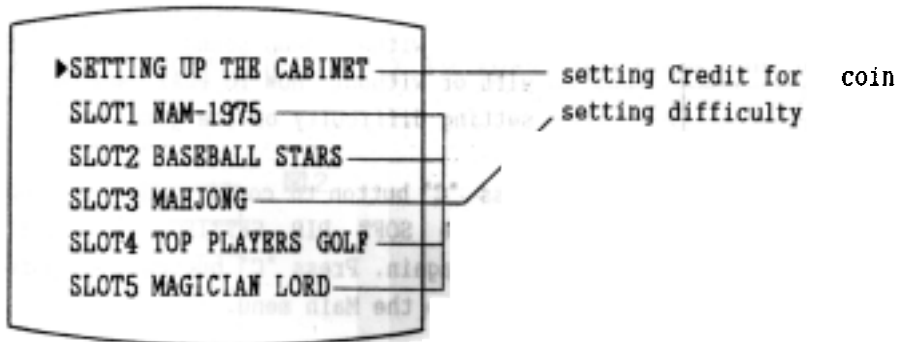 ▶SETTING UP THE CABINET
setting Credit for coin
SLOT1 NAM-1975
setting difficulty
SLOT2 BASEBALL STARS
SLOT3 MAHJONG
SLOT4 TOP PLAYERS GOLF
SLOT5 MAGICIAN LORD